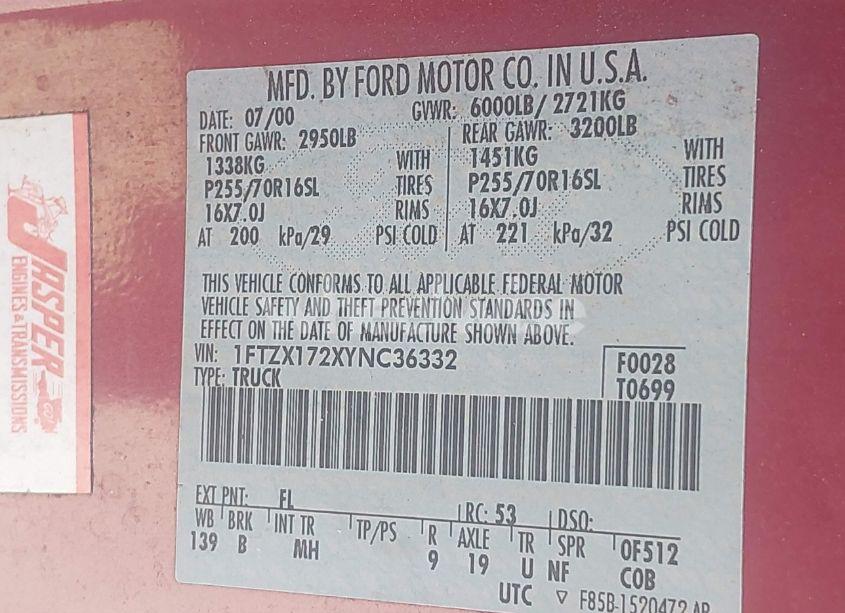 MFD. BY FORD MOTOR CO. IN U.S.A.
DATE: 07/00 GVWR: 6000LB/ 2721KG
FRONT GAWR: 2950LB REAR GAWR: 3200LB
1338KG WITH 1451KG WITH
P255/70R16SL TIRES P255/70R16SL TIRES
16X7.0J RIMS 16X7.0J RIMS
AT 200 kPa/29 PSI COLD AT 221 kPa/32 PSI COLD
THIS VEHICLE CONFORMS TO ALL APPLICABLE FEDERAL MOTOR
VEHICLE SAFETY AND THEFT PREVENTION STANDARDS IN
EFFECT ON THE DATE OF MANUFACTURE SHOWN ABOVE.
VIN: 1FTZX172XYNC36332 F0028
TYPE: TRUCK T0699
EXT PNT: FL RC: 53 DSO:
WB BRK INT TR TP/PS R AXLE TR SPR OF512
139 B MH 9 19 U NF COB
UTC ▽ F85B-1520472 AP
JASPER
ENGINES & TRANSMISSIONS